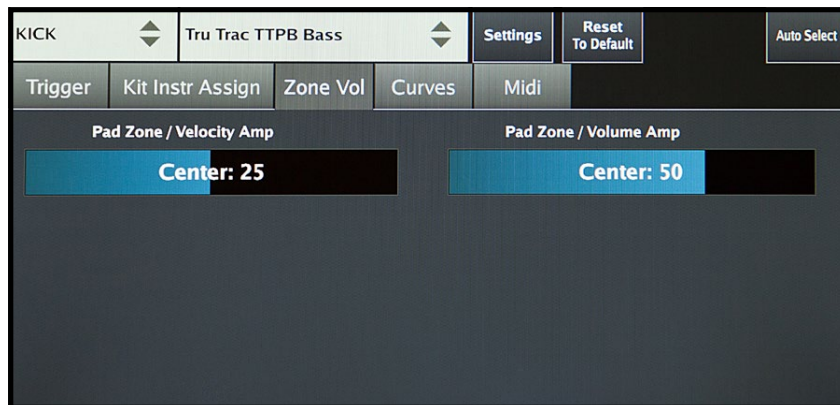 KICK
Tru Trac TTPB Bass
Settings
Reset
To Default
Auto Select
Trigger
Kit Instr Assign
Zone Vol
Curves
Midi
Pad Zone / Velocity Amp
Pad Zone / Volume Amp
Center: 25
Center: 50